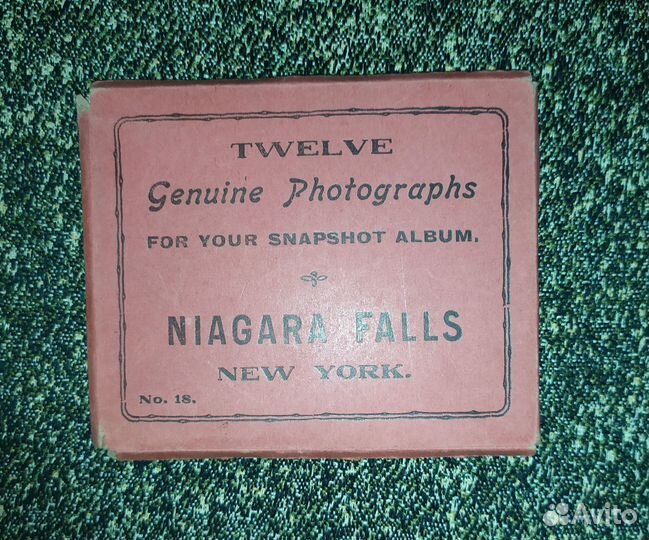 TWELVE
Genuine Photographs
FOR YOUR SNAPSHOT ALBUM.
NIAGARA FALLS
NEW YORK.
No. 18.
Avito